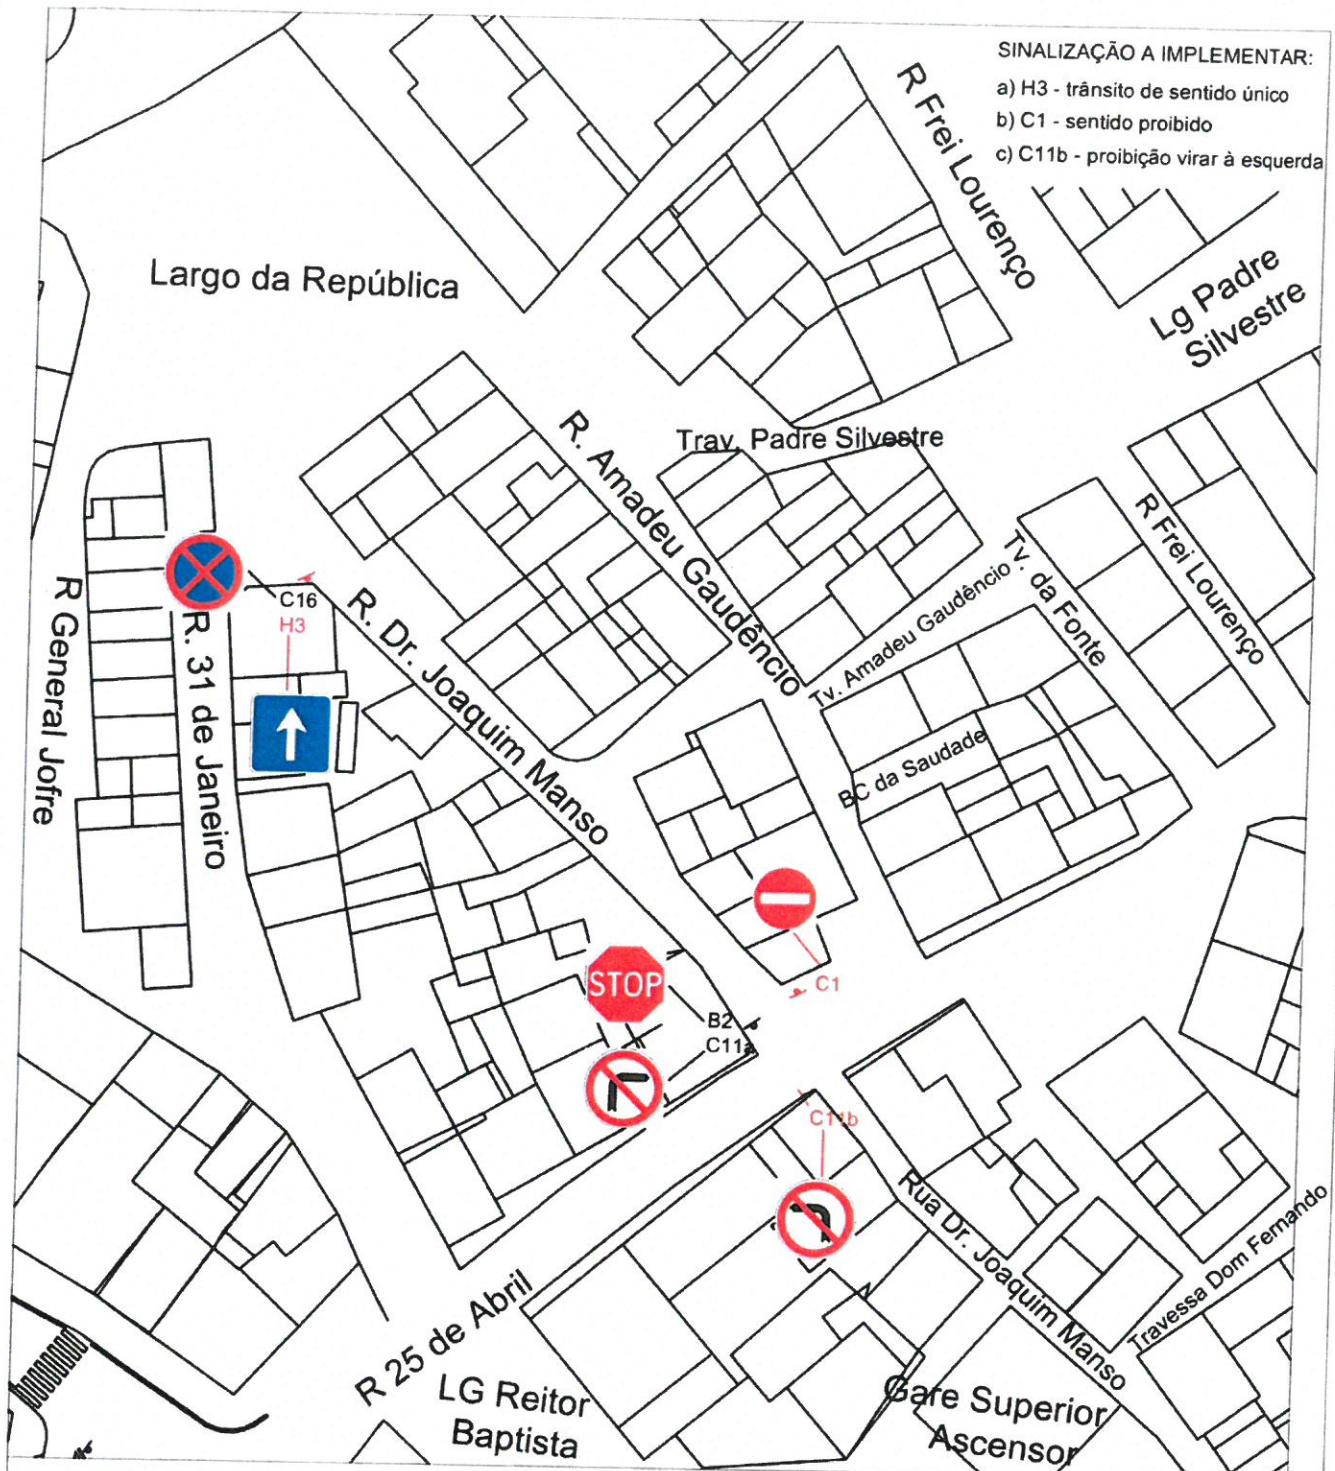 SINALIZAÇÃO A IMPLEMENTAR:
a) H3 - trânsito de sentido único
b) C1 - sentido proibido
c) C11b - proibição virar à esquerda
R Frei Lourenço
Lg Padre
Silvestre
Largo da República
Trav. Padre Silvestre
R. Amadeu Gaudêncio
R Frei Lourenço
Tv. da Fonte
Tv. Amadeu Gaudêncio
C16
H3
R. Dr. Joaquim Manso
R General Jofre
R. 31 de Janeiro
BC da Saudade
STOP
C1
B2
C11a
C11b
Rua Dr. Joaquim Manso
Travessa Dom Fernando
R 25 de Abril
LG Reitor
Baptista
Gare Superior
Ascensor